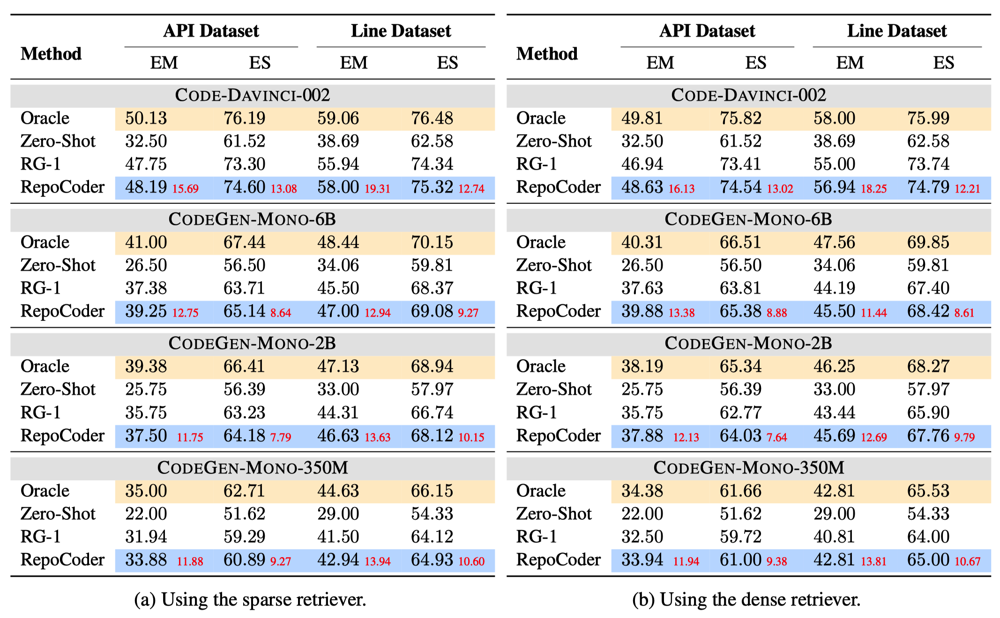 API Dataset Line Dataset
Method
EM ES EM ES
CODE-DAVINCI-002
Oracle 50.13 76.19 59.06 76.48
Zero-Shot 32.50 61.52 38.69 62.58
RG-1 47.75 73.30 55.94 74.34
RepoCoder 48.19 15.69 74.60 13.08 58.00 19.31 75.32 12.74
CODEGEN-MONO-6B
Oracle 41.00 67.44 48.44 70.15
Zero-Shot 26.50 56.50 34.06 59.81
RG-1 37.38 63.71 45.50 68.37
RepoCoder 39.25 12.75 65.14 8.64 47.00 12.94 69.08 9.27
CODEGEN-MONO-2B
Oracle 39.38 66.41 47.13 68.94
Zero-Shot 25.75 56.39 33.00 57.97
RG-1 35.75 63.23 44.31 66.74
RepoCoder 37.50 11.75 64.18 7.79 46.63 13.63 68.12 10.15
CODEGEN-MONO-350M
Oracle 35.00 62.71 44.63 66.15
Zero-Shot 22.00 51.62 29.00 54.33
RG-1 31.94 59.29 41.50 64.12
RepoCoder 33.88 11.88 60.89 9.27 42.94 13.94 64.93 10.60
(a) Using the sparse retriever.
API Dataset Line Dataset
Method
EM ES EM ES
CODE-DAVINCI-002
Oracle 49.81 75.82 58.00 75.99
Zero-Shot 32.50 61.52 38.69 62.58
RG-1 46.94 73.41 55.00 73.74
RepoCoder 48.63 16.13 74.54 13.02 56.94 18.25 74.79 12.21
CODEGEN-MONO-6B
Oracle 40.31 66.51 47.56 69.85
Zero-Shot 26.50 56.50 34.06 59.81
RG-1 37.63 63.81 44.19 67.40
RepoCoder 39.88 13.38 65.38 8.88 45.50 11.44 68.42 8.61
CODEGEN-MONO-2B
Oracle 38.19 65.34 46.25 68.27
Zero-Shot 25.75 56.39 33.00 57.97
RG-1 35.75 62.77 43.44 65.90
RepoCoder 37.88 12.13 64.03 7.64 45.69 12.69 67.76 9.79
CODEGEN-MONO-350M
Oracle 34.38 61.66 42.81 65.53
Zero-Shot 22.00 51.62 29.00 54.33
RG-1 32.50 59.72 40.81 64.00
RepoCoder 33.94 11.94 61.00 9.38 42.81 13.81 65.00 10.67
(b) Using the dense retriever.